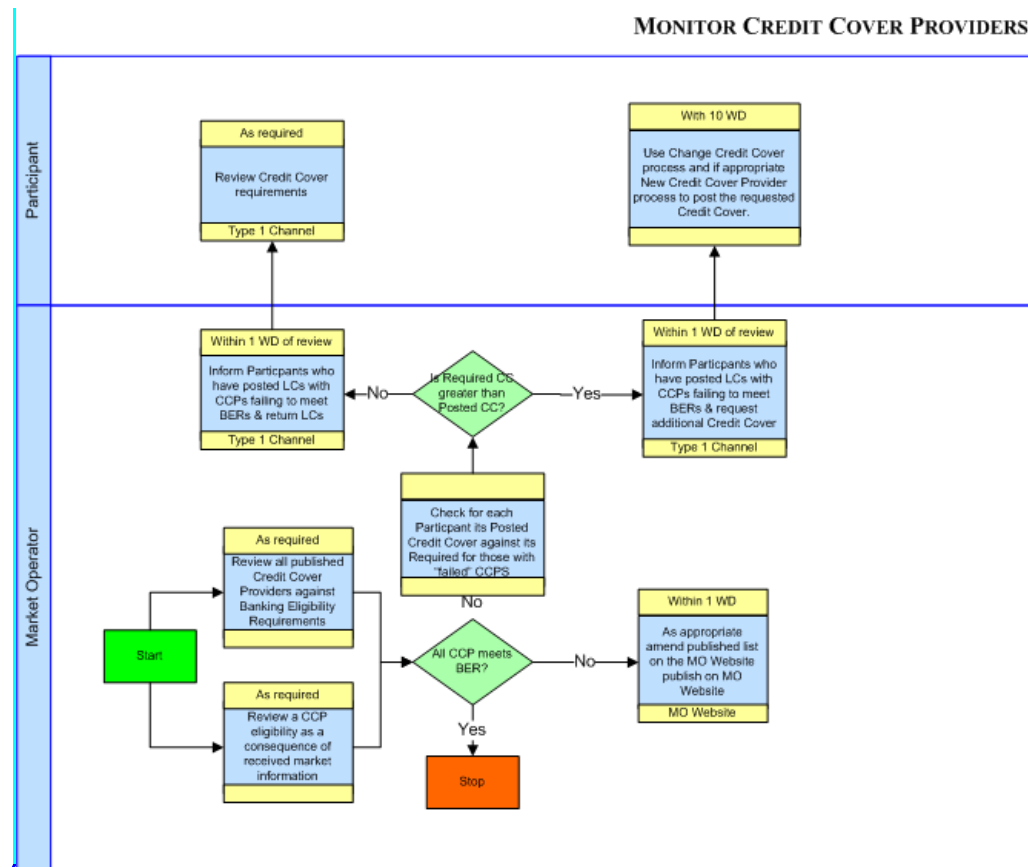 MONITOR CREDIT COVER PROVIDERS
Participant
As required
Review Credit Cover
requirements
Type 1 Channel
With 10 WD
Use Change Credit Cover
process and if appropriate
New Credit Cover Provider
process to post the requested
Credit Cover.
Market Operator
Within 1 WD of review
Inform Particpants who
have posted LCs with
CCPs failing to meet
BERs & return LCs
Type 1 Channel
No
Is Required CC
greater than
Posted CC?
Yes
Within 1 WD of review
Inform Particpants who
have posted LCs with
CCPs failing to meet
BERs & request
additional Credit Cover
Type 1 Channel
Check for each
Particpant its Posted
Credit Cover against its
Required for those with
"failed" CCPS
No
Start
As required
Review all published
Credit Cover
Providers against
Banking Eligibility
Requirements
As required
Review a CCP
eligibility as a
consequence of
received market
information
All CCP meets
BER?
No
Yes
Stop
Within 1 WD
As appropriate
amend published list
on the MO Website
publish on MO
Website
MO Website